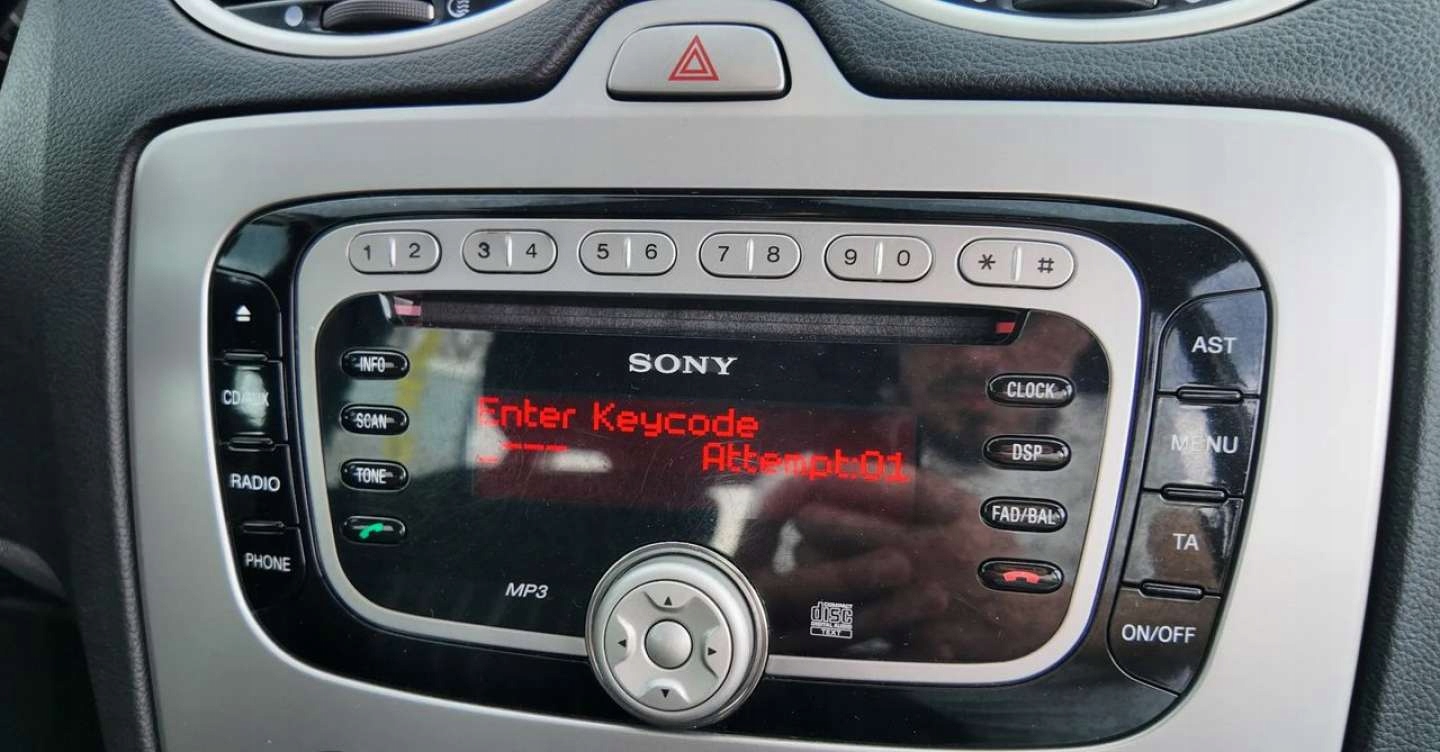 1 2 3 4 5 6 7 8 9 0 * #
INFO
SONY
CLOCK
AST
CD/AUX
SCAN
Enter Keycode
DSP
MENU
_ --- Attempt:01
RADIO
TONE
FAD/BAL
TA
PHONE
MP3
COMPACT
disc
DIGITAL AUDIO
TEXT
ON/OFF